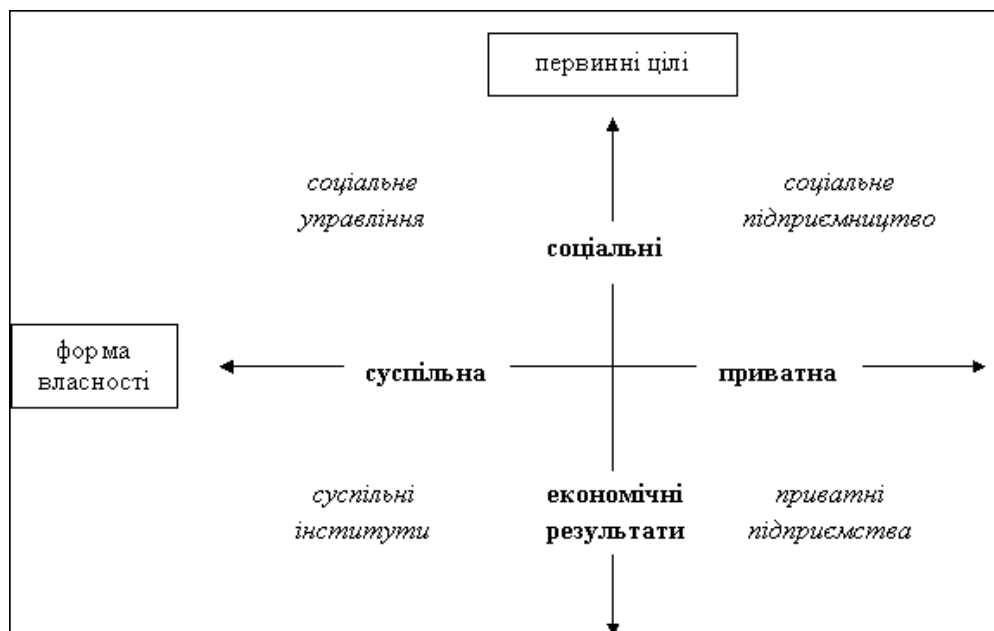 первинні цілі
соціальне
управління
соціальне
підприємництво
соціальні
форма
власності
суспільна
приватна
суспільні
інститути
економічні
результати
приватні
підприємства